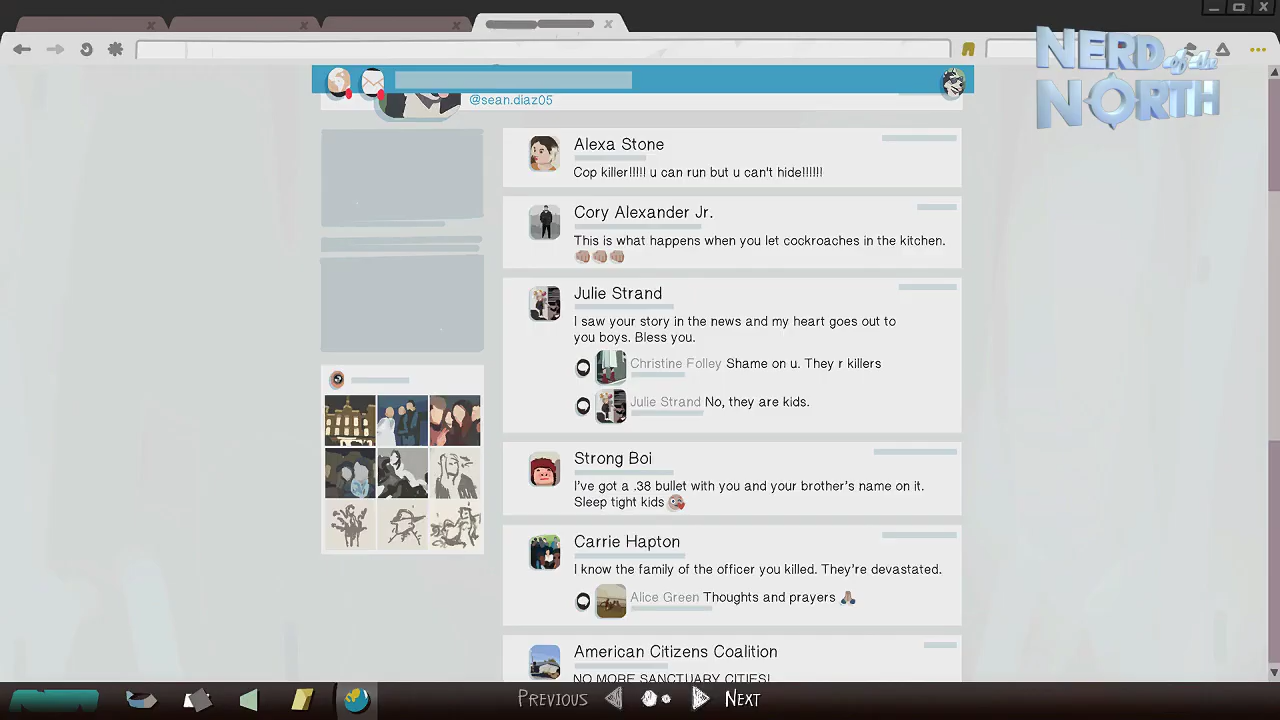 NERD of the
NORTH
@sean.diaz05
Alexa Stone
Cop killer!!!!! u can run but u can't hide!!!!!!
Cory Alexander Jr.
This is what happens when you let cockroaches in the kitchen.
👊🏽👊🏽👊🏽
Julie Strand
I saw your story in the news and my heart goes out to
you boys. Bless you.
Christine Folley Shame on u. They r killers
Julie Strand No, they are kids.
Strong Boi
I've got a .38 bullet with you and your brother's name on it.
Sleep tight kids 😘
Carrie Hapton
I know the family of the officer you killed. They're devastated.
Alice Green Thoughts and prayers 🙏🏽
American Citizens Coalition
NO MORE SANCTUARY CITIES!
PREVIOUS NEXT